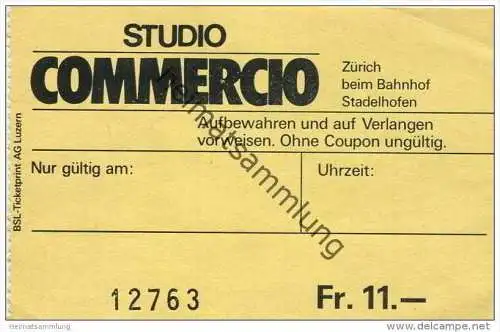 STUDIO
COMMERCIO
Zürich
beim Bahnhof
Stadelhofen
Aufbewahren und auf Verlangen
vorweisen. Ohne Coupon ungültig.
Nur gültig am:
Uhrzeit:
12763
Fr. 11.—
BSL-Ticketprint AG Luzern
heimatsammlung
Heimatsammlung
©delcampe.net